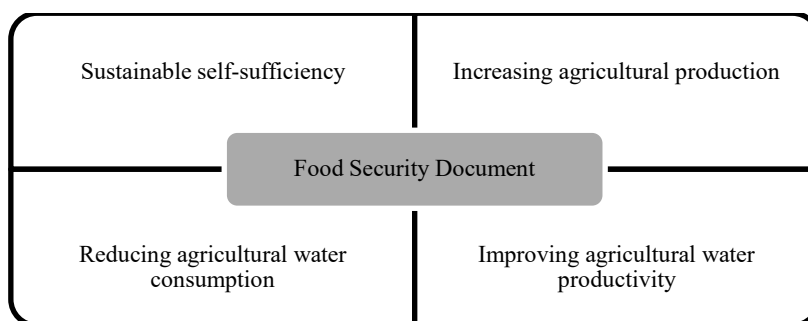 Sustainable self-sufficiency
Increasing agricultural production
Food Security Document
Reducing agricultural water
consumption
Improving agricultural water
productivity